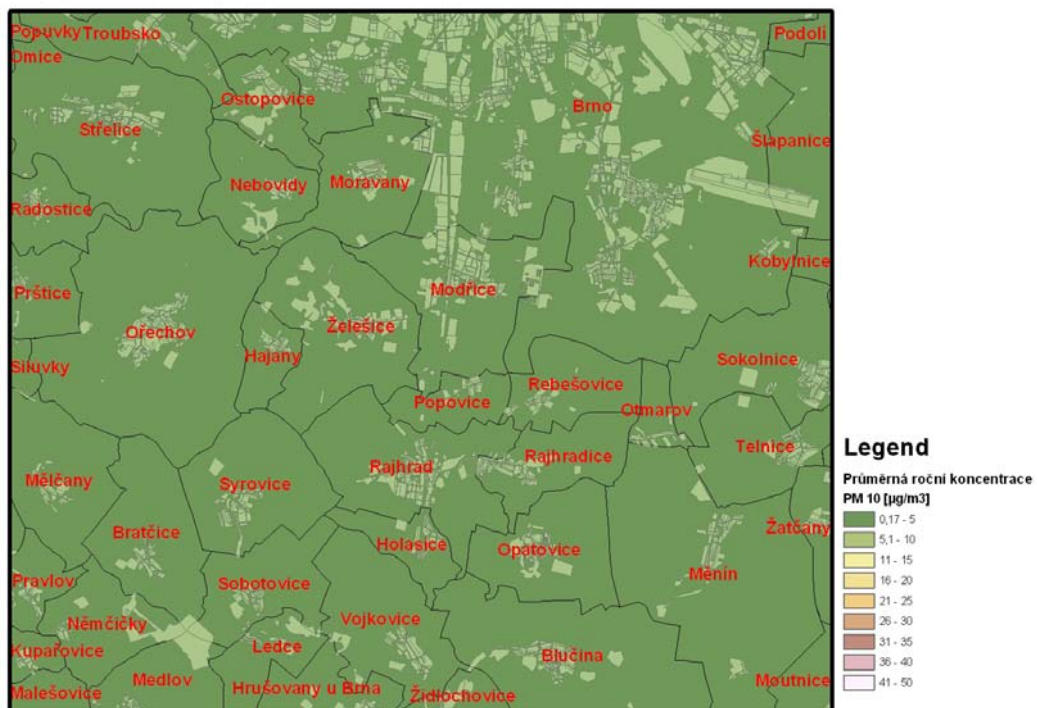 Popuvky Troubsko
Podoli
Omice
Ostopovice
Brno
Střelice
Šlapanice
Nebovidy
Moravany
Radostice
Kobylnice
Prštice
Modřice
Ořechov
Želešice
Hajany
Sokolnice
Siluvky
Rebešovice
Popovice
Otmarov
Telnice
Rajhrad
Rajhradice
Mělčany
Syrovice
Žatčany
Bratčice
Holasice
Opatovice
Měnín
Pravlov
Sobotovice
Vojkovice
Němčičky
Ledce
Kupařovice
Blučina
Medlov
Malešovice
Hrušovany u Brna
Židlochovice
Moutnice
Legend
Průměrná roční koncentrace
PM 10 [µg/m3]
0,17 - 5
5,1 - 10
11 - 15
16 - 20
21 - 25
26 - 30
31 - 35
36 - 40
41 - 50